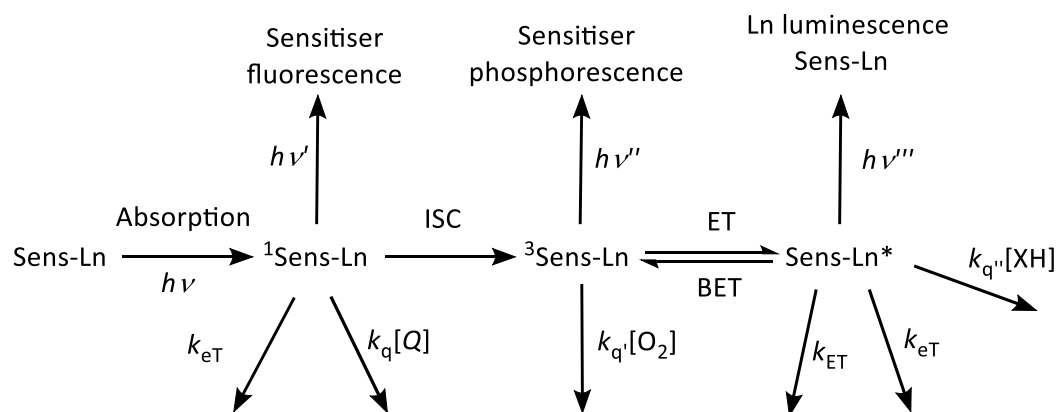 Sensitiser
fluorescence
Sensitiser
phosphorescence
Ln luminescence
Sens-Ln
hν'
hν''
hν'''
Absorption
ISC
ET
Sens-Ln
¹Sens-Ln
³Sens-Ln
Sens-Ln*
hν
BET
k_q''[XH]
k_eT
k_q[Q]
k_q'[O₂]
k_ET
k_eT